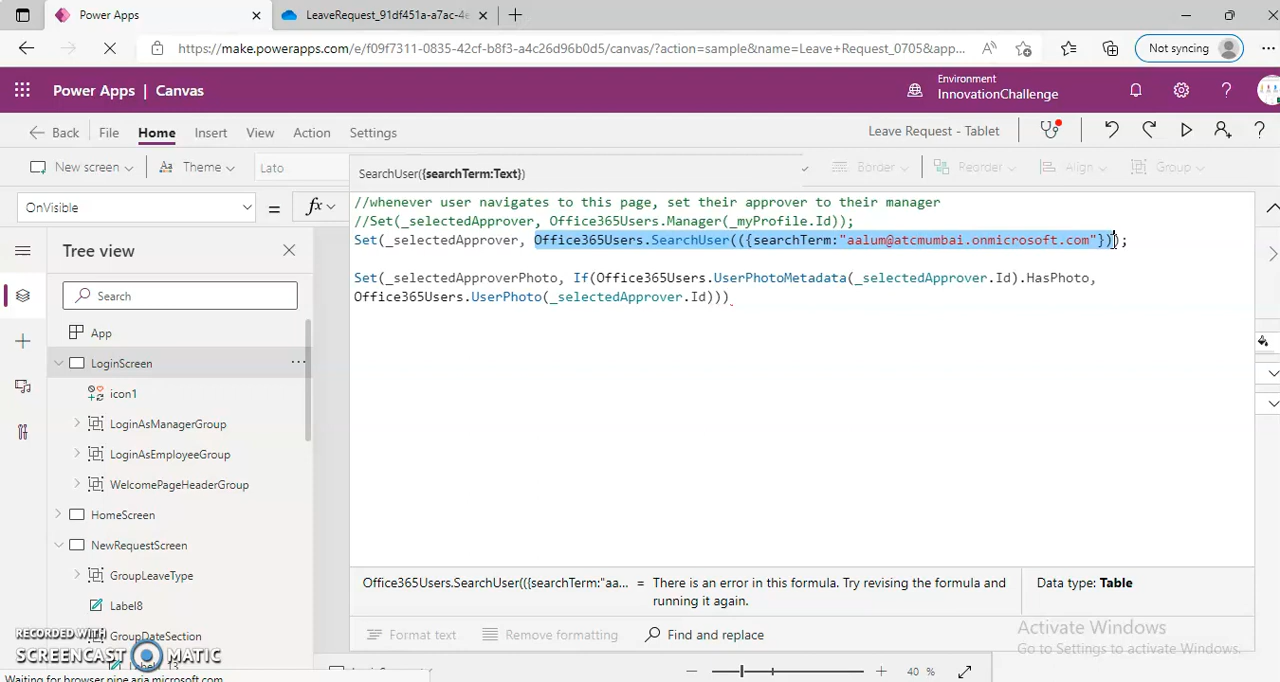 Power Apps
LeaveRequest_91df451a-a7ac-4e
https://make.powerapps.com/e/f09f7311-0835-42cf-b8f3-a4c26d96b0d5/canvas/?action=sample&name=Leave+Request_0705&app...
Not syncing
Power Apps | Canvas
Environment
InnovationChallenge
Back
File
Home
Insert
View
Action
Settings
Leave Request - Tablet
New screen
Theme
Lato
SearchUser({searchTerm:Text})
Border
Reorder
Align
Group
OnVisible
= fx
//whenever user navigates to this page, set their approver to their manager
//Set(_selectedApprover, Office365Users.Manager(_myProfile.Id));
Set(_selectedApprover, Office365Users.SearchUser(({searchTerm:"aalum@atcmumbai.onmicrosoft.com"}));
Set(_selectedApproverPhoto, If(Office365Users.UserPhotoMetadata(_selectedApprover.Id).HasPhoto,
Office365Users.UserPhoto(_selectedApprover.Id)))
Tree view
Search
App
LoginScreen
icon1
LoginAsManagerGroup
LoginAsEmployeeGroup
WelcomePageHeaderGroup
HomeScreen
NewRequestScreen
GroupLeaveType
Label8
GroupDateSection
Office365Users.SearchUser(({searchTerm:"aa... = There is an error in this formula. Try revising the formula and
running it again.
Data type: Table
Format text
Remove formatting
Find and replace
Activate Windows
Go to Settings to activate Windows.
RECORDED WITH
SCREENCAST MATIC
40 %
Waiting for browser.pipe.aria.microsoft.com